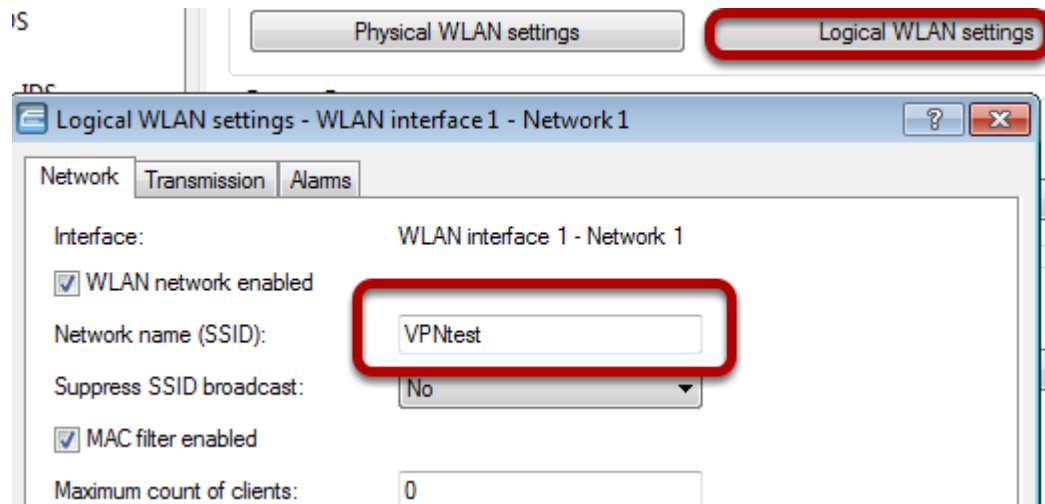 Physical WLAN settings Logical WLAN settings
Logical WLAN settings - WLAN interface 1 - Network 1
Network Transmission Alarms
Interface: WLAN interface 1 - Network 1
WLAN network enabled
Network name (SSID): VPNtest
Suppress SSID broadcast: No
MAC filter enabled
Maximum count of clients: 0